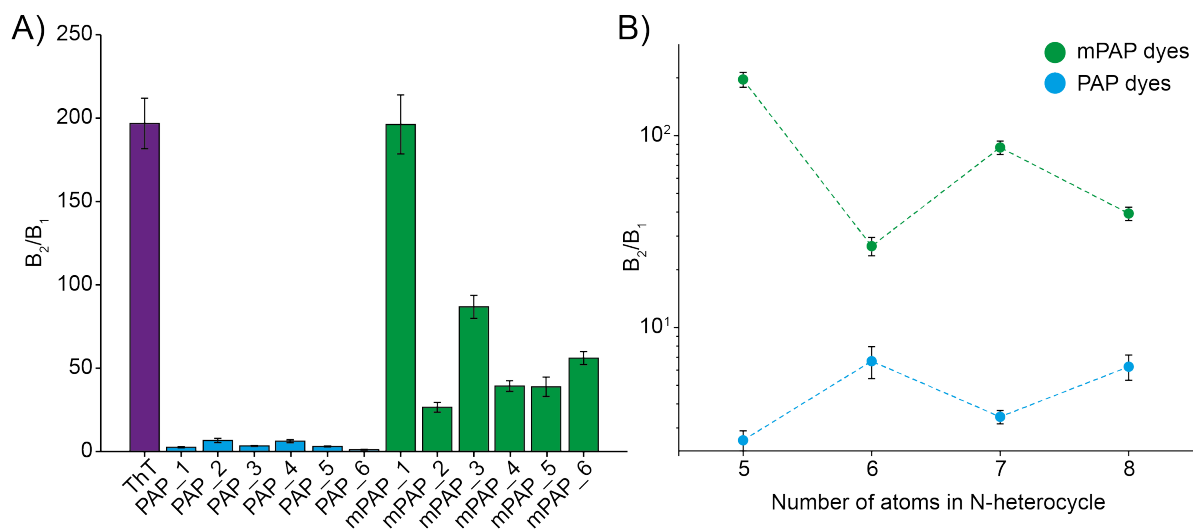 A)
250
200
150
100
50
0
B₂/B₁
ThT
PAP_1
PAP_2
PAP_3
PAP_4
PAP_5
PAP_6
mPAP_1
mPAP_2
mPAP_3
mPAP_4
mPAP_5
mPAP_6
B)
mPAP dyes
PAP dyes
10²
10¹
B₂/B₁
5 6 7 8
Number of atoms in N-heterocycle